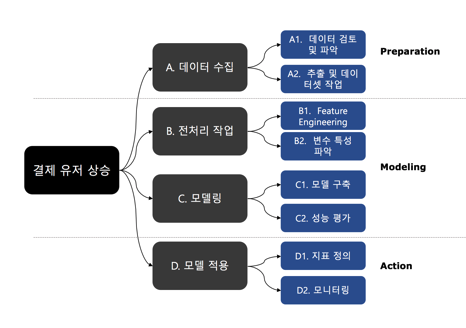 A1. 데이터 검토
및 파악
Preparation
A. 데이터 수집
A2. 추출 및 데이
터셋 작업
B1. Feature
Engineering
B. 전처리 작업
B2. 변수 특성
파악
결제 유저 상승
Modeling
C1. 모델 구축
C. 모델링
C2. 성능 평가
D1. 지표 정의
D. 모델 적용
Action
D2. 모니터링